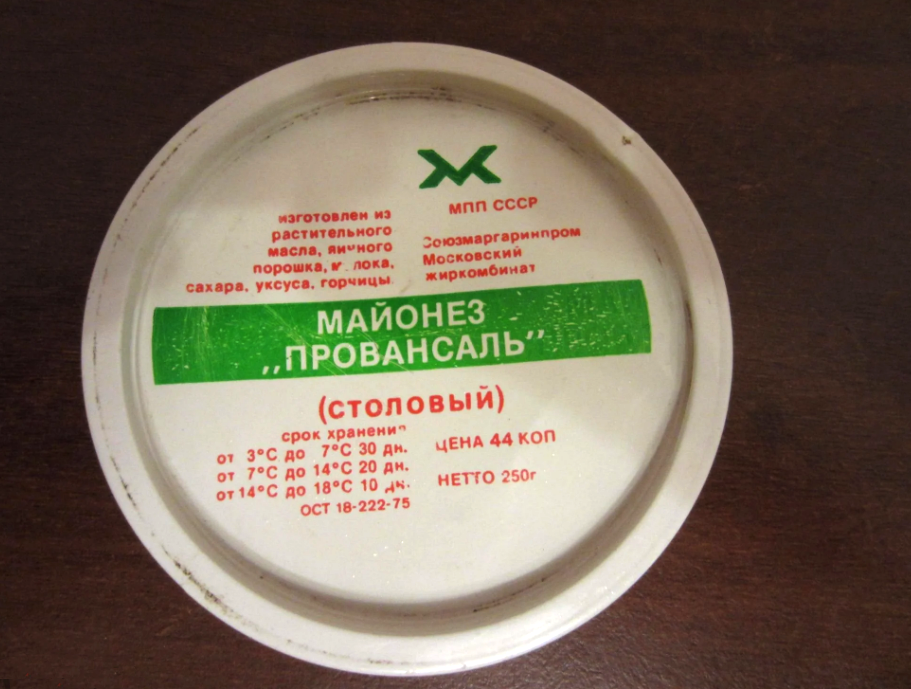 МПП СССР
изготовлен из
растительного
масла, яичного
порошка, молока,
сахара, уксуса, горчицы
Союзмаргаринпром
Московский
жиркомбинат
МАЙОНЕЗ
„ПРОВАНСАЛЬ”
(СТОЛОВЫЙ)
срок хранения
от 3°С до 7°С 30 дн.
от 7°С до 14°С 20 дн.
от 14°С до 18°С 10 дн.
ОСТ 18-222-75
ЦЕНА 44 КОП
НЕТТО 250г